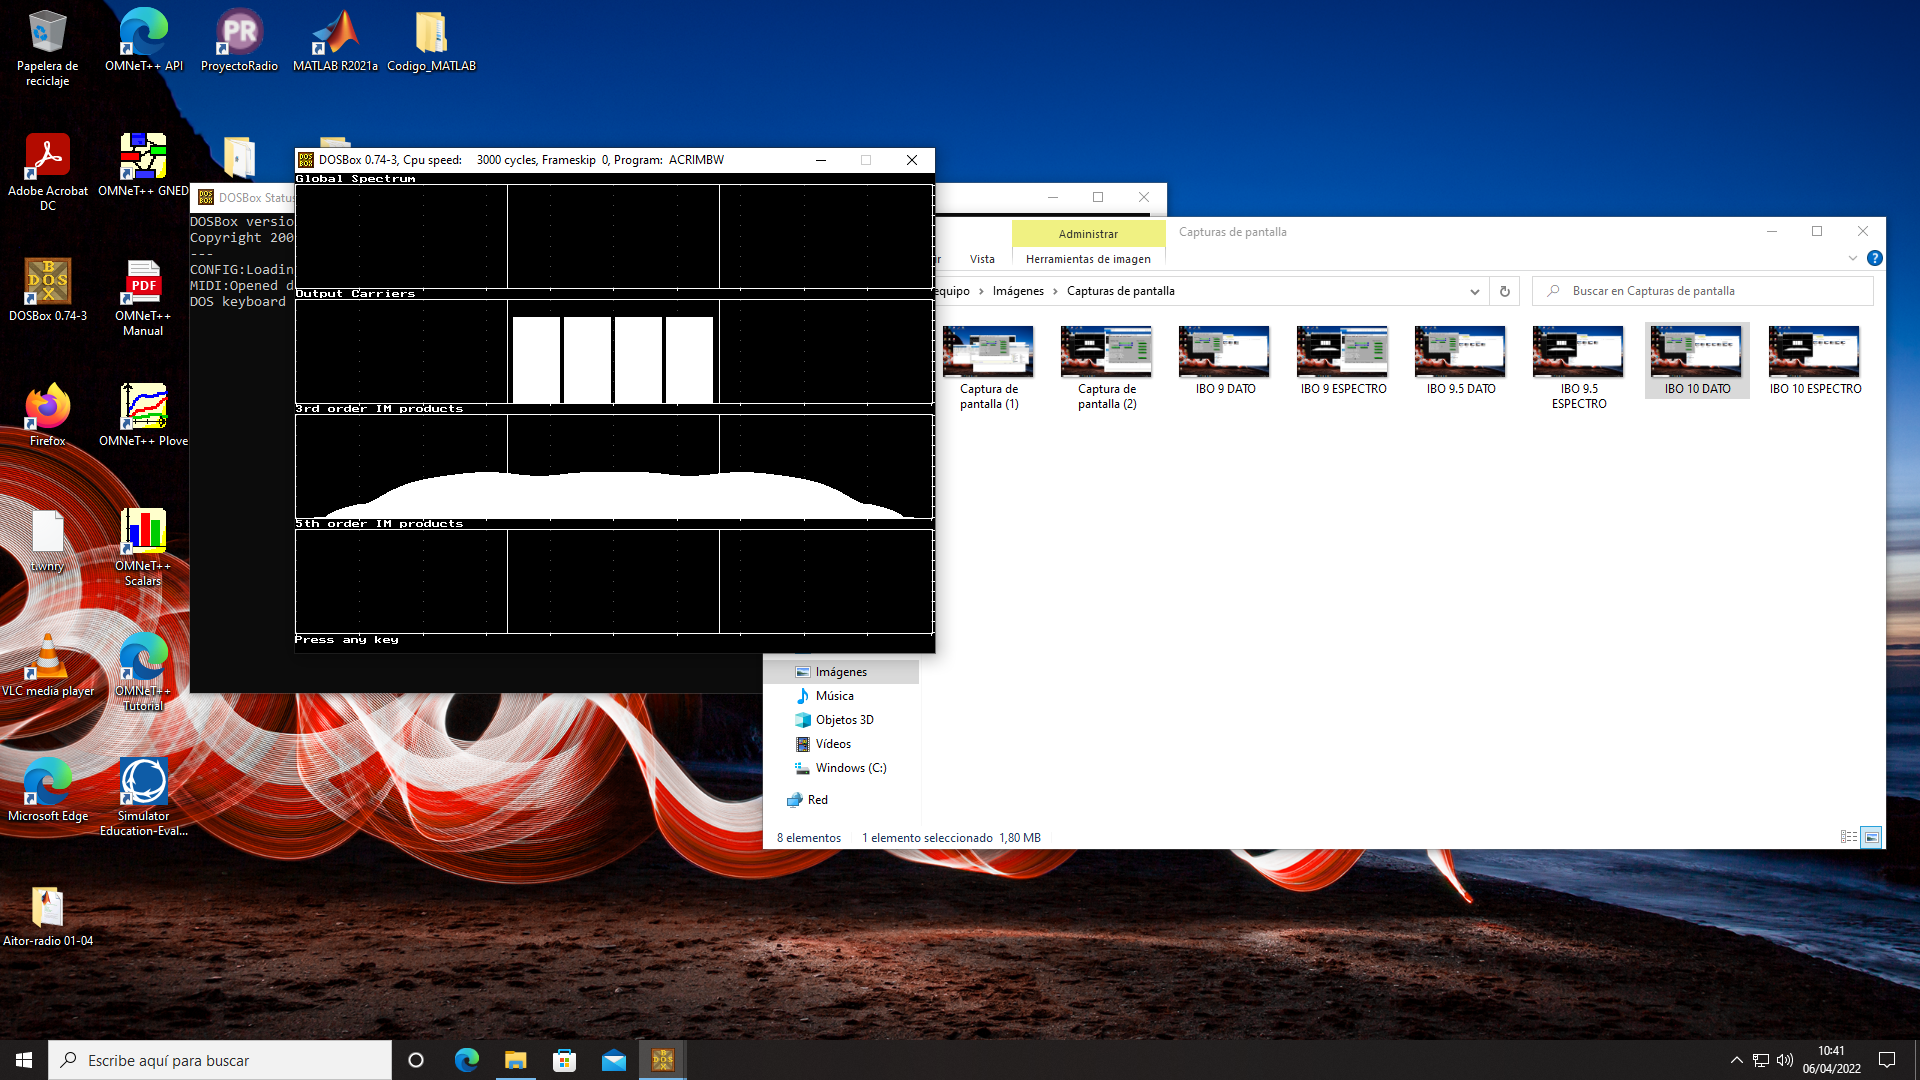 Papelera de
reciclaje
OMNeT++ API
ProyectoRadio
MATLAB R2021a
Codigo_MATLAB
Adobe Acrobat
DC
OMNeT++ GNED
DOSBox 0.74-3
OMNeT++
Manual
Firefox
OMNeT++ Plove
t.wnry
OMNeT++
Scalars
VLC media player
OMNeT++
Tutorial
Microsoft Edge
Simulator
Education-Eval...
Aitor-radio 01-04
DOSBox Status
DOSBox versio
Copyright 200
---
CONFIG:Loadin
MIDI:Opened d
DOS keyboard
DOSBox 0.74-3, Cpu speed: 3000 cycles, Frameskip 0, Program: ACRIMBW
Global Spectrum
Output Carriers
3rd order IM products
5th order IM products
Press any key
Administrar
Capturas de pantalla
r
Vista
Herramientas de imagen
equipo > Imágenes > Capturas de pantalla
Buscar en Capturas de pantalla
Captura de
pantalla (1)
Captura de
pantalla (2)
IBO 9 DATO
IBO 9 ESPECTRO
IBO 9.5 DATO
IBO 9.5
ESPECTRO
IBO 10 DATO
IBO 10 ESPECTRO
Imágenes
Música
Objetos 3D
Vídeos
Windows (C:)
Red
8 elementos
1 elemento seleccionado 1,80 MB
Escribe aquí para buscar
10:41
06/04/2022